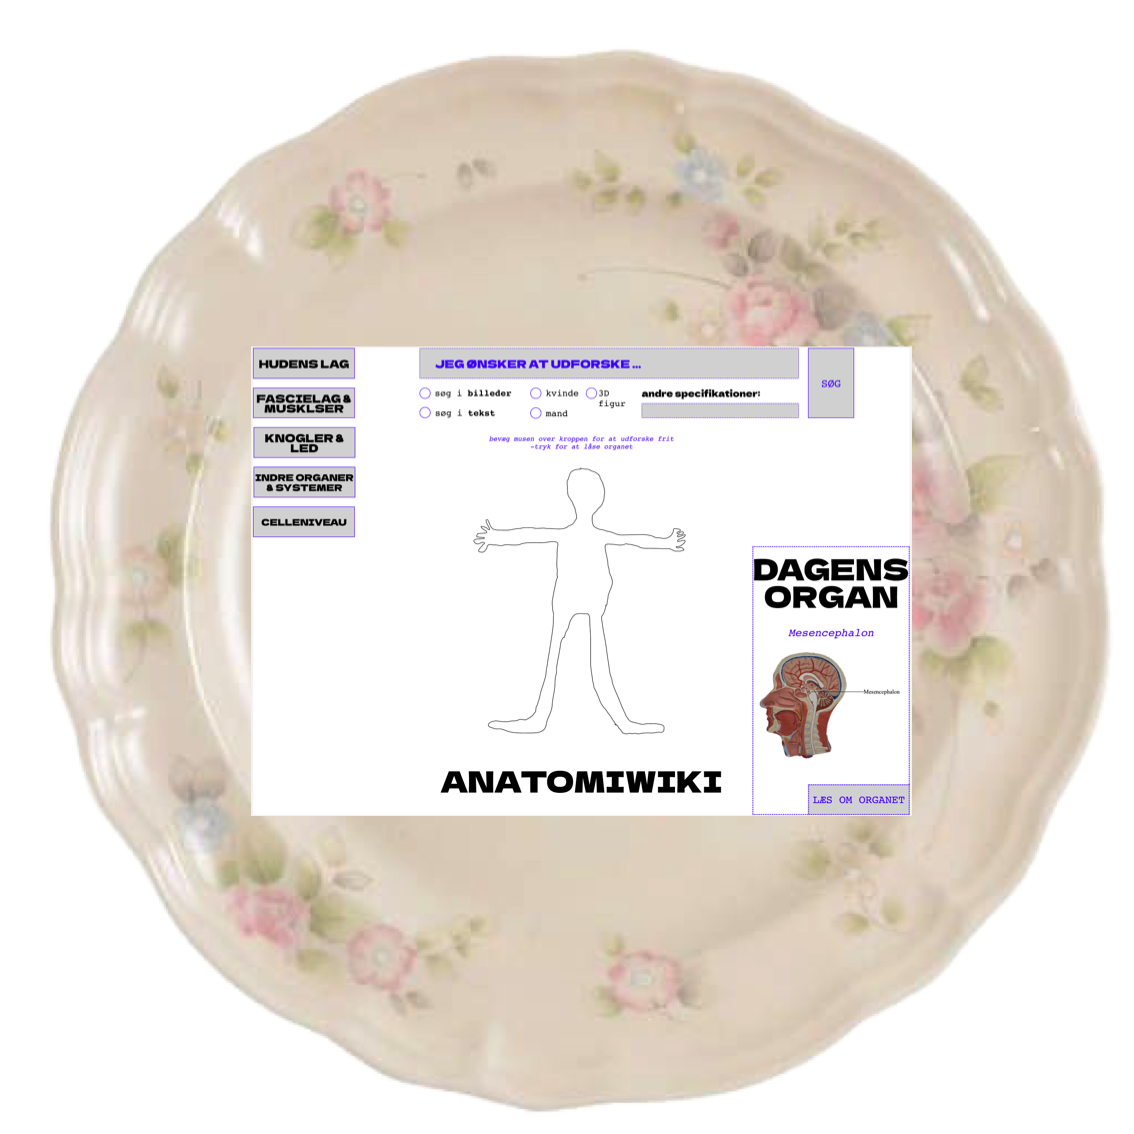 HUDENS LAG
FASCIELAG &
MUSKLSER
KNOGLER &
LED
INDRE ORGANER
& SYSTEMER
CELLENIVEAU
JEG ØNSKER AT UDFORSKE ...
søg i billeder
søg i tekst
kvinde
mand
3D
figur
andre specifikationer:
SØG
bevæg musen over kroppen for at udforske frit
-tryk for at låse organet
DAGENS
ORGAN
Mesencephalon
Mesencephalon
LÆS OM ORGANET
ANATOMIWIKI